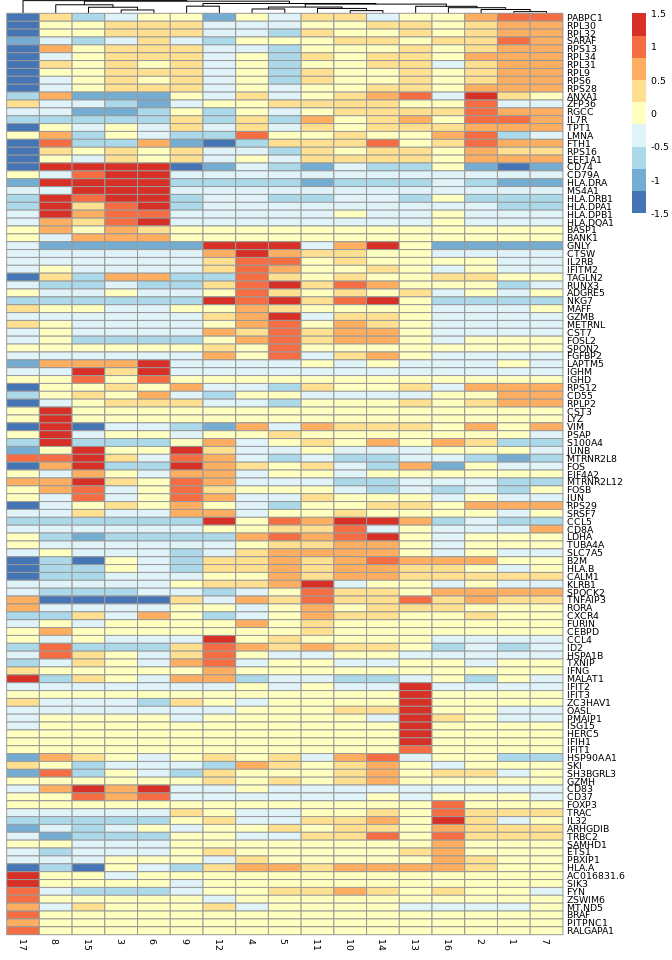 PABPC1
RPL30
RPL32
SARAF
RPS13
RPL34
RPL31
RPL9
RPS6
RPS28
ANXA1
ZFP36
RGCC
IL7R
TPT1
LMNA
FTH1
RPS16
EEF1A1
CD74
CD79A
HLA.DRA
MS4A1
HLA.DRB1
HLA.DPA1
HLA.DPB1
HLA.DQA1
BASP1
BANK1
GNLY
CTSW
IL2RB
IFITM2
TAGLN2
RUNX3
ADGRE5
NKG7
MAFF
GZMB
METRNL
CST7
FOSL2
SPON2
FGFBP2
LAPTM5
IGHM
IGHD
RPS12
CD55
RPLP2
CST3
LYZ
VIM
PSAP
S100A4
JUNB
MTRNR2L8
FOS
EIF4A2
MTRNR2L12
FOSB
JUN
RPS29
SRSF7
CCL5
CD8A
LDHA
TUBA4A
SLC7A5
B2M
HLA.B
CALM1
KLRB1
SPOCK2
TNFAIP3
RORA
CXCR4
FURIN
CEBPD
CCL4
ID2
HSPA1B
TXNIP
IFNG
MALAT1
IFIT2
IFIT3
ZC3HAV1
OASL
PMAIP1
ISG15
HERC5
IFIH1
IFIT1
HSP90AA1
SKI
SH3BGRL3
GZMH
CD83
CD37
FOXP3
TRAC
IL32
ARHGDIB
TRBC2
SAMHD1
ETS1
PBXIP1
HLA.A
AC016831.6
SIK3
FYN
ZSWIM6
MT.ND5
BRAF
PITPNC1
RALGAPA1
17 8 15 3 6 9 12 4 5 11 10 14 13 16 2 1 7
1.5
1
0.5
0
-0.5
-1
-1.5